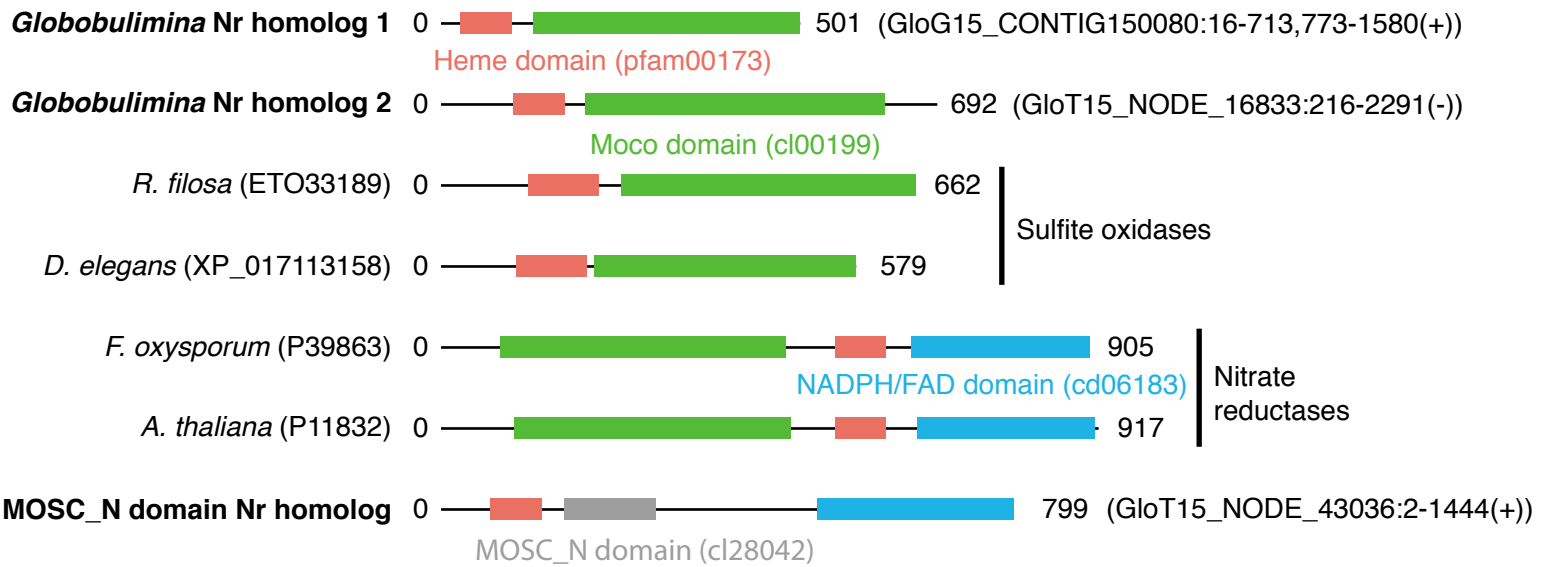 Globobulimina Nr homolog 1 0 501 (GloG15_CONTIG150080:16-713,773-1580(+))
Heme domain (pfam00173)
Globobulimina Nr homolog 2 0 692 (GloT15_NODE_16833:216-2291(-))
Moco domain (cl00199)
R. filosa (ETO33189) 0 662
Sulfite oxidases
D. elegans (XP_017113158) 0 579
F. oxysporum (P39863) 0 905
NADPH/FAD domain (cd06183)
Nitrate
reductases
A. thaliana (P11832) 0 917
MOSC_N domain Nr homolog 0 799 (GloT15_NODE_43036:2-1444(+))
MOSC_N domain (cl28042)